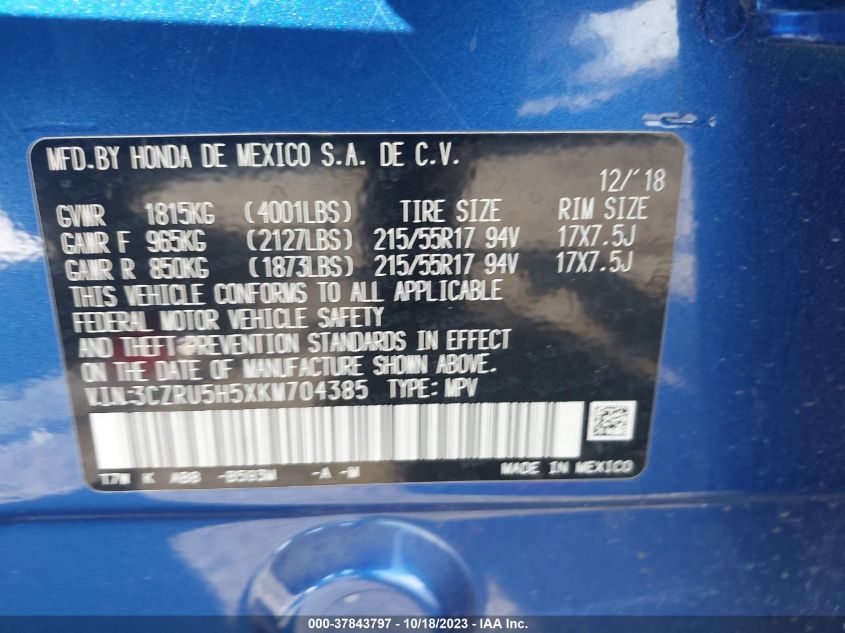 MFD.BY HONDA DE MEXICO S.A. DE C.V.
12/'18
GVWR 1815KG (4001LBS) TIRE SIZE RIM SIZE
GAWR F 965KG (2127LBS) 215/55R17 94V 17X7.5J
GAWR R 850KG (1873LBS) 215/55R17 94V 17X7.5J
THIS VEHICLE CONFORMS TO ALL APPLICABLE
FEDERAL MOTOR VEHICLE SAFETY
AND THEFT PREVENTION STANDARDS IN EFFECT
ON THE DATE OF MANUFACTURE SHOWN ABOVE.
V.I.N:3CZRU5H5XKM704385 TYPE: MPV
T7W K ABB -B593M -A -M MADE IN MEXICO
000-37843797 - 10/18/2023 - IAA Inc.